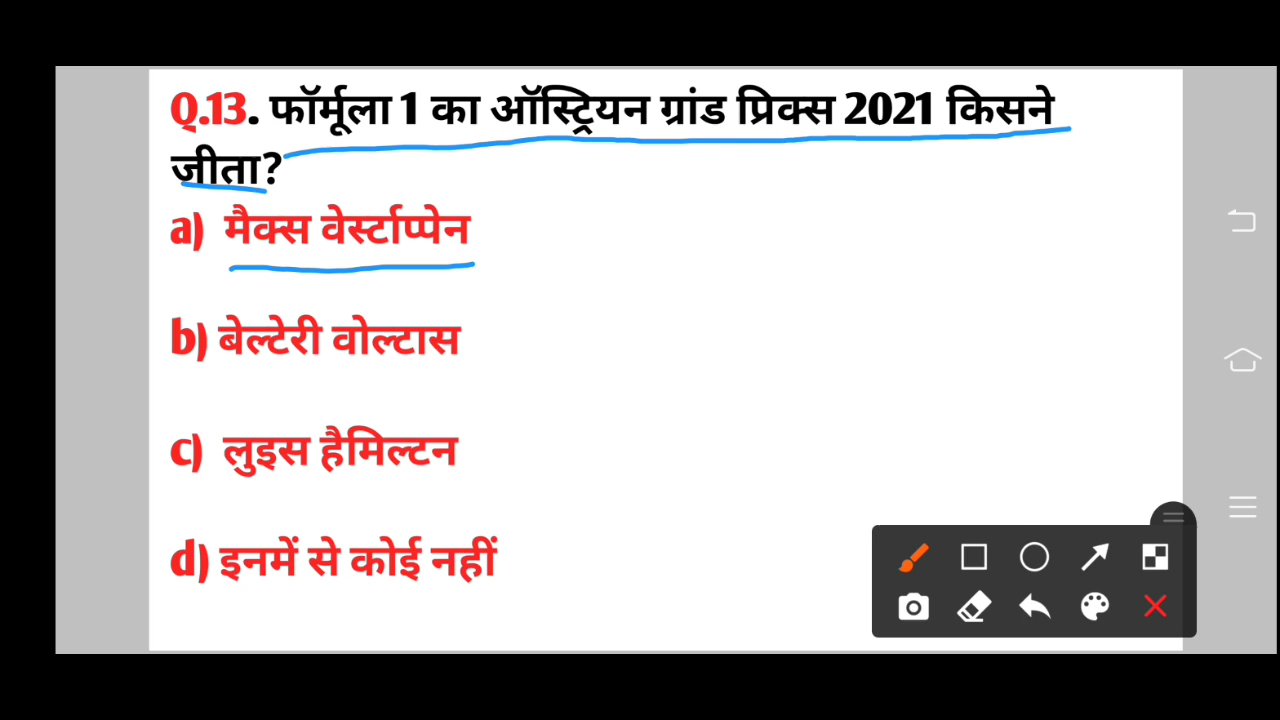 Q.13. फॉर्मूला 1 का ऑस्ट्रियन ग्रांड प्रिक्स 2021 किसने
जीता?
a) मैक्स वेर्स्टाप्पेन
b) बेल्टेरी वोल्टास
c) लुइस हैमिल्टन
d) इनमें से कोई नहीं